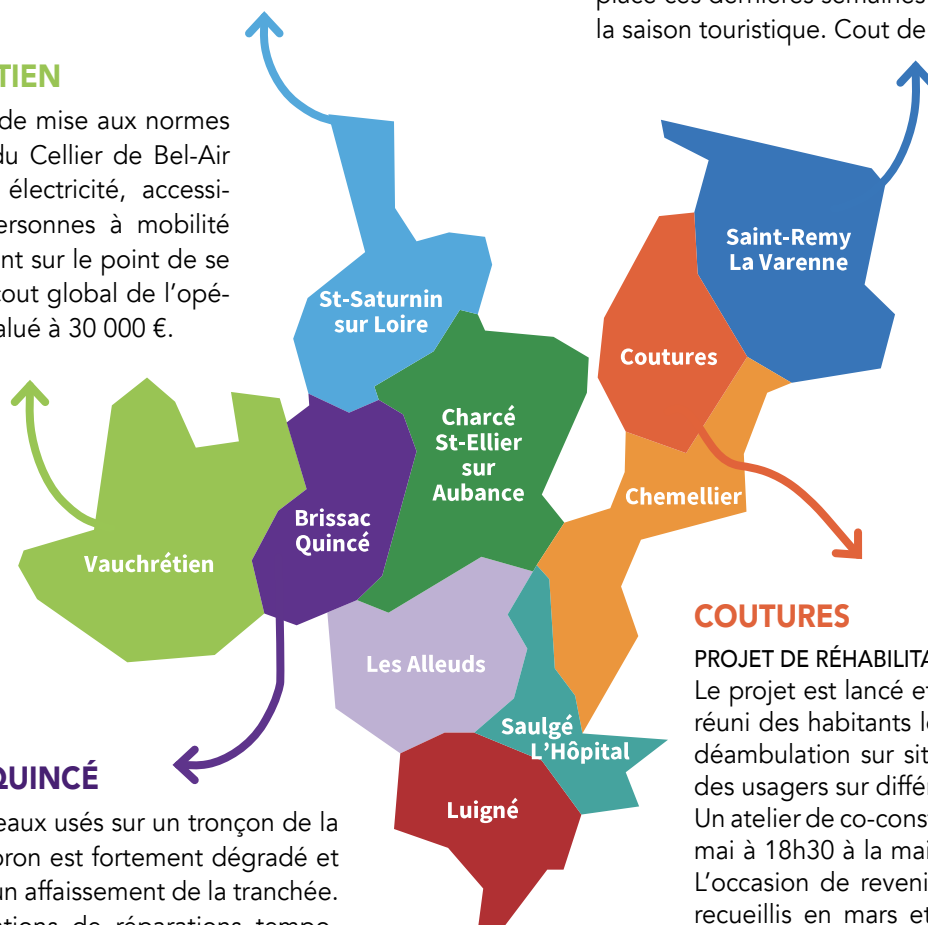 la saison touristique. Cout de
TIEN
de mise aux normes
du Cellier de Bel-Air
électricité, accessi-
ersonnes à mobilité
nt sur le point de se
cout global de l'opé-
alué à 30 000 €.
St-Saturnin
sur Loire
Saint-Remy
La Varenne
Coutures
Charcé
St-Ellier
sur
Aubance
Chemellier
Brissac
Quincé
Vauchrétien
Les Alleuds
Saulgé
L'Hôpital
Luigné
QUINCÉ
eaux usés sur un tronçon de la
oron est fortement dégradé et
un affaissement de la tranchée.
COUTURES
PROJET DE RÉHABILITA
Le projet est lancé et
réuni des habitants l
déambulation sur sit
des usagers sur différ
Un atelier de co-cons
mai à 18h30 à la mai
L'occasion de reveni
recueillis en mars et